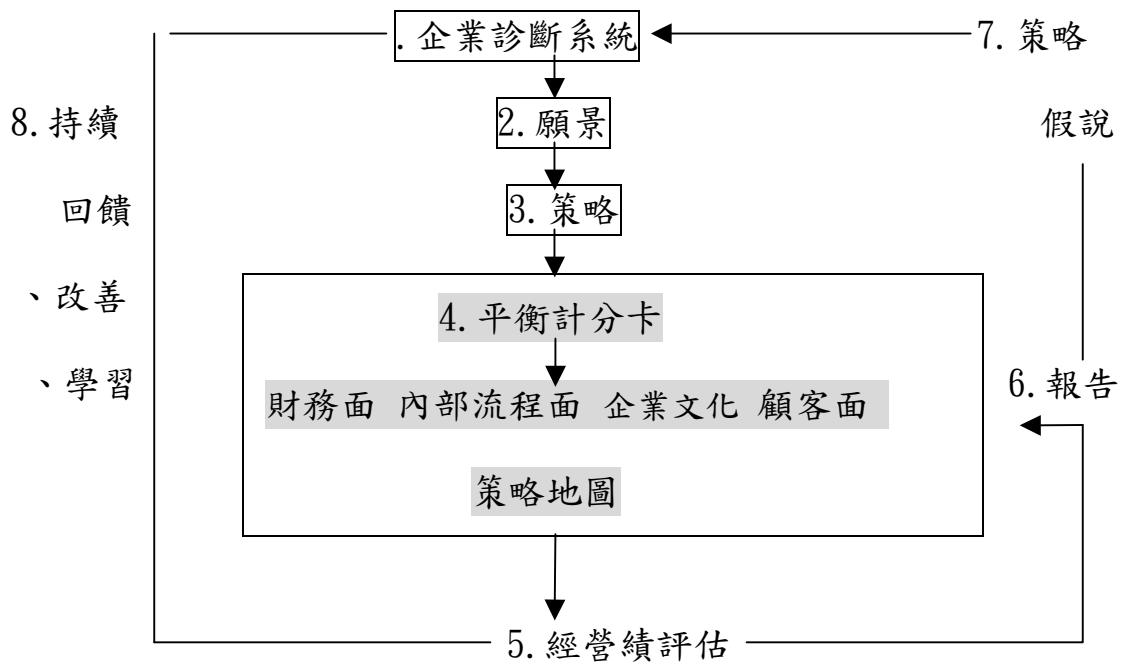 .企業診斷系統
7.策略
假說
8.持續
回饋
、改善
、學習
2.願景
3.策略
4.平衡計分卡
財務面 內部流程面 企業文化 顧客面
策略地圖
6.報告
5.經營績評估